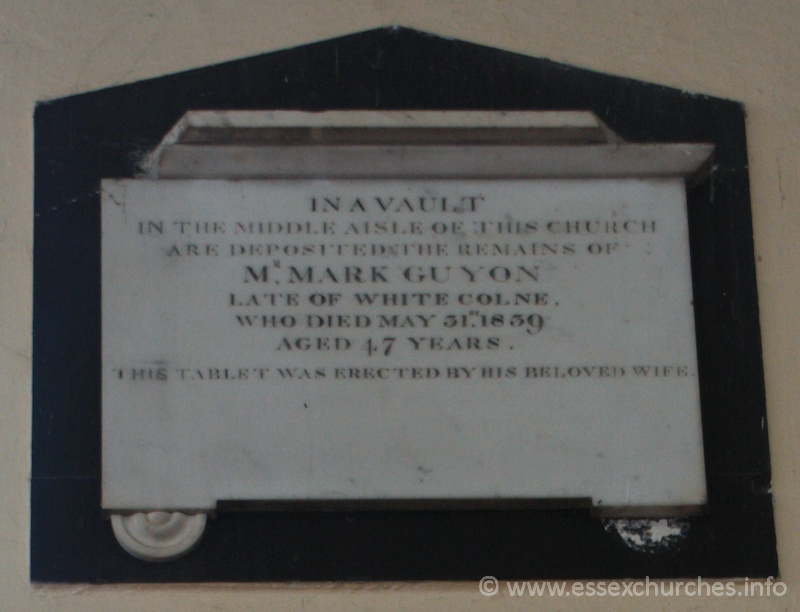 IN A VAULT
IN THE MIDDLE AISLE OF THIS CHURCH
ARE DEPOSITED THE REMAINS OF
MR. MARK GUYON
LATE OF WHITE COLNE,
WHO DIED MAY 31ST. 1839
AGED 47 YEARS.
THIS TABLET WAS ERECTED BY HIS BELOVED WIFE.
© www.essexchurches.info